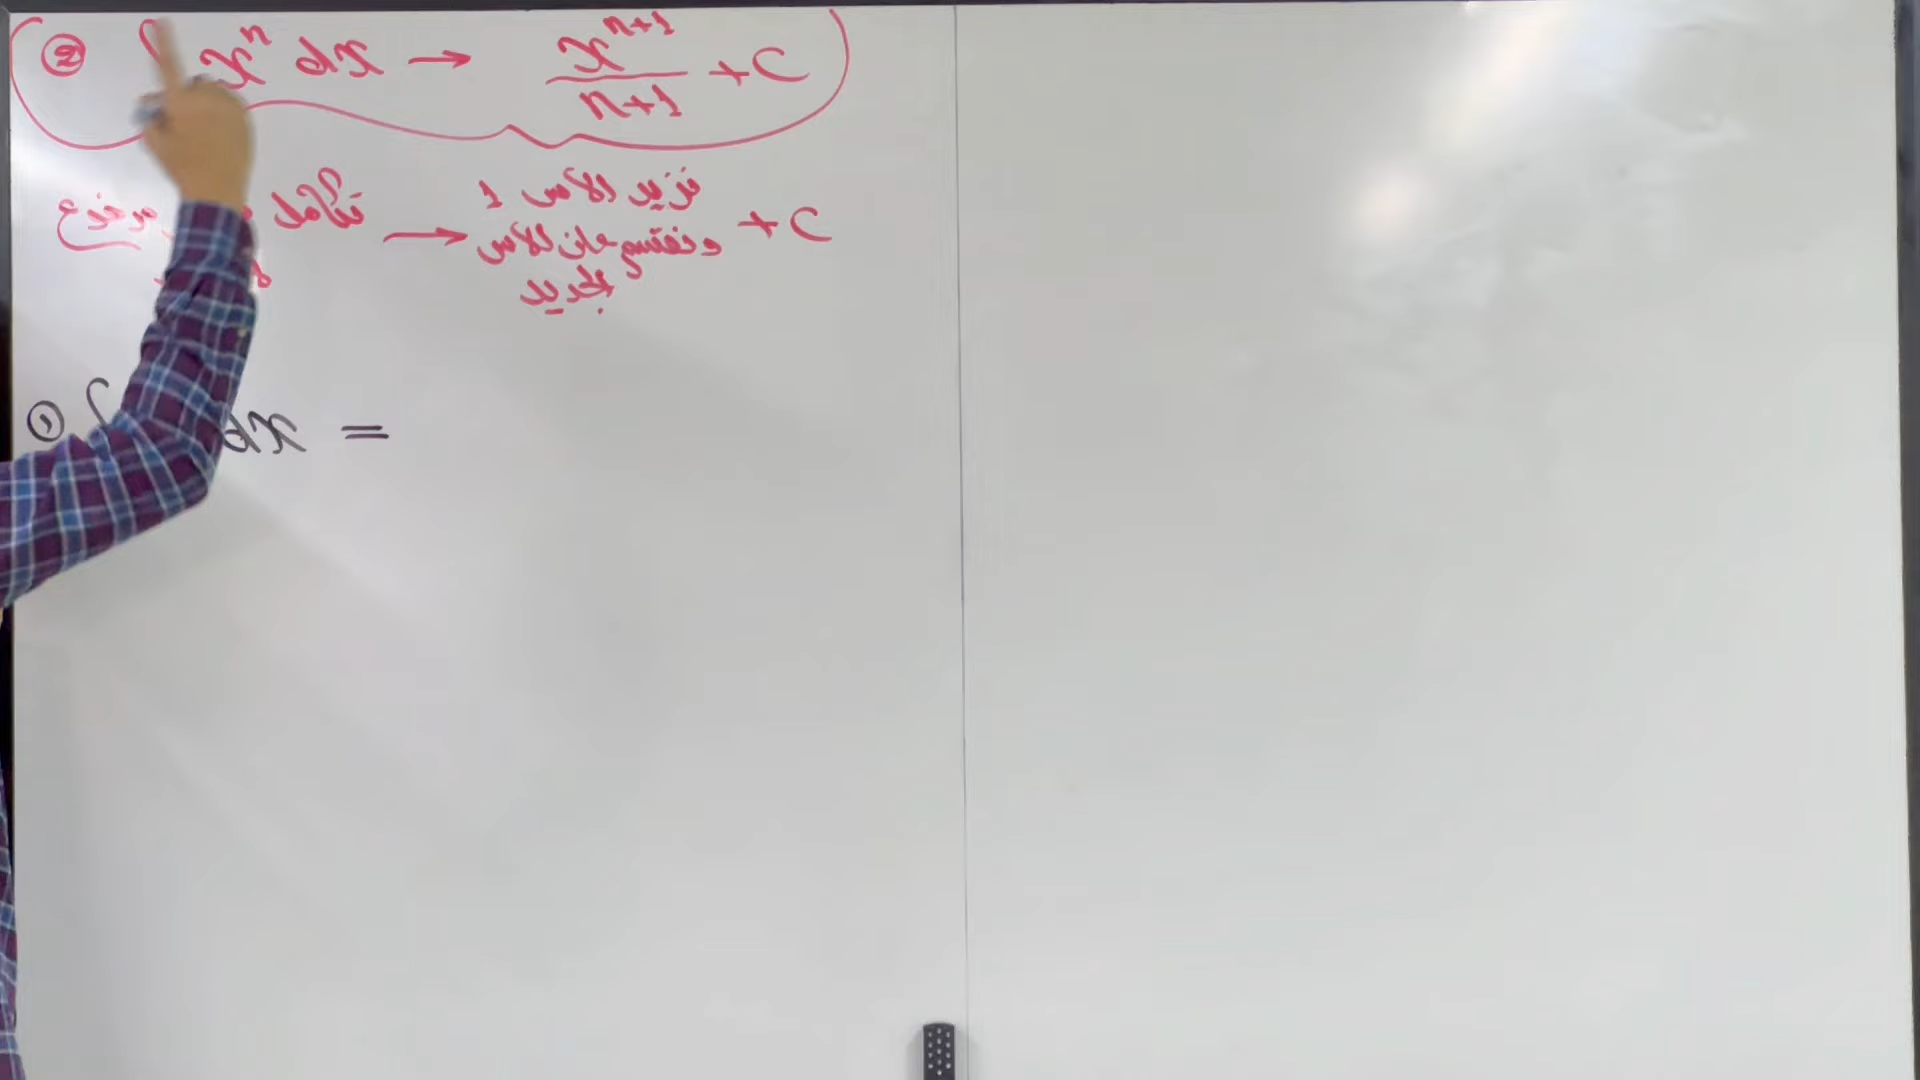 ② ∫ xⁿ dx → xⁿ⁺¹ / n+1 + C
تكامل
نزيد الأس 1
ونقسم على الأس + C
الجديد
① ∫ dx =